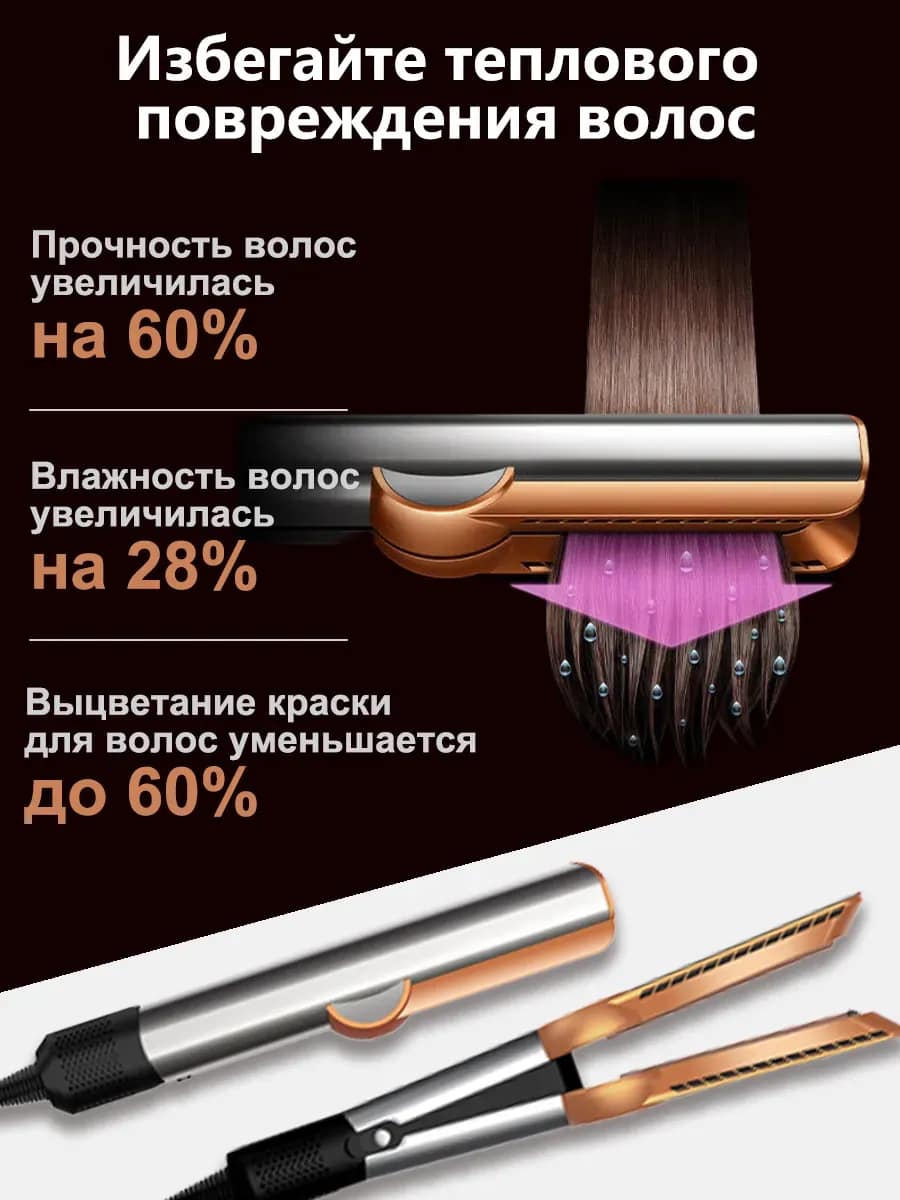 Избегайте теплового
повреждения волос
Прочность волос
увеличилась
на 60%
Влажность волос
увеличилась
на 28%
Выцветание краски
для волос уменьшается
до 60%